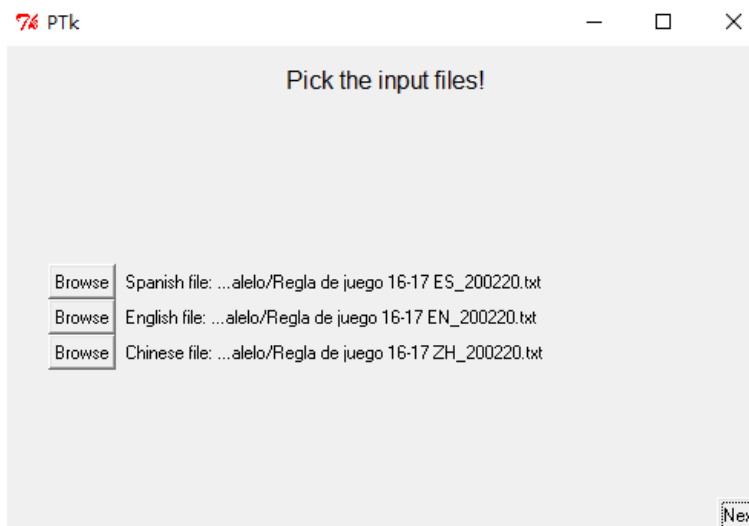 PTk
Pick the input files!
Browse Spanish file: ...alelo/Regla de juego 16-17 ES_200220.txt
Browse English file: ...alelo/Regla de juego 16-17 EN_200220.txt
Browse Chinese file: ...alelo/Regla de juego 16-17 ZH_200220.txt
Nex